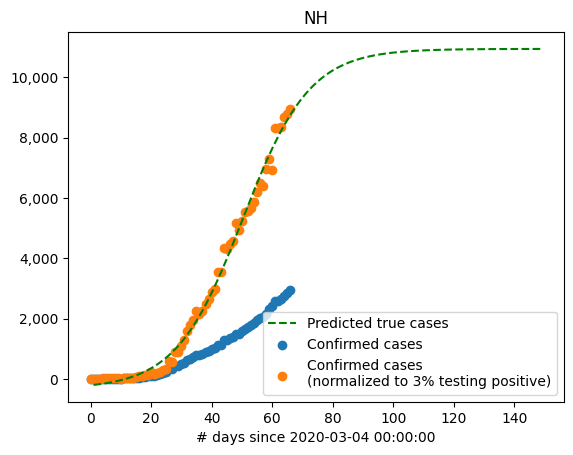 NH
10,000
8,000
6,000
4,000
2,000
0
Predicted true cases
Confirmed cases
Confirmed cases
(normalized to 3% testing positive)
0 20 40 60 80 100 120 140
# days since 2020-03-04 00:00:00